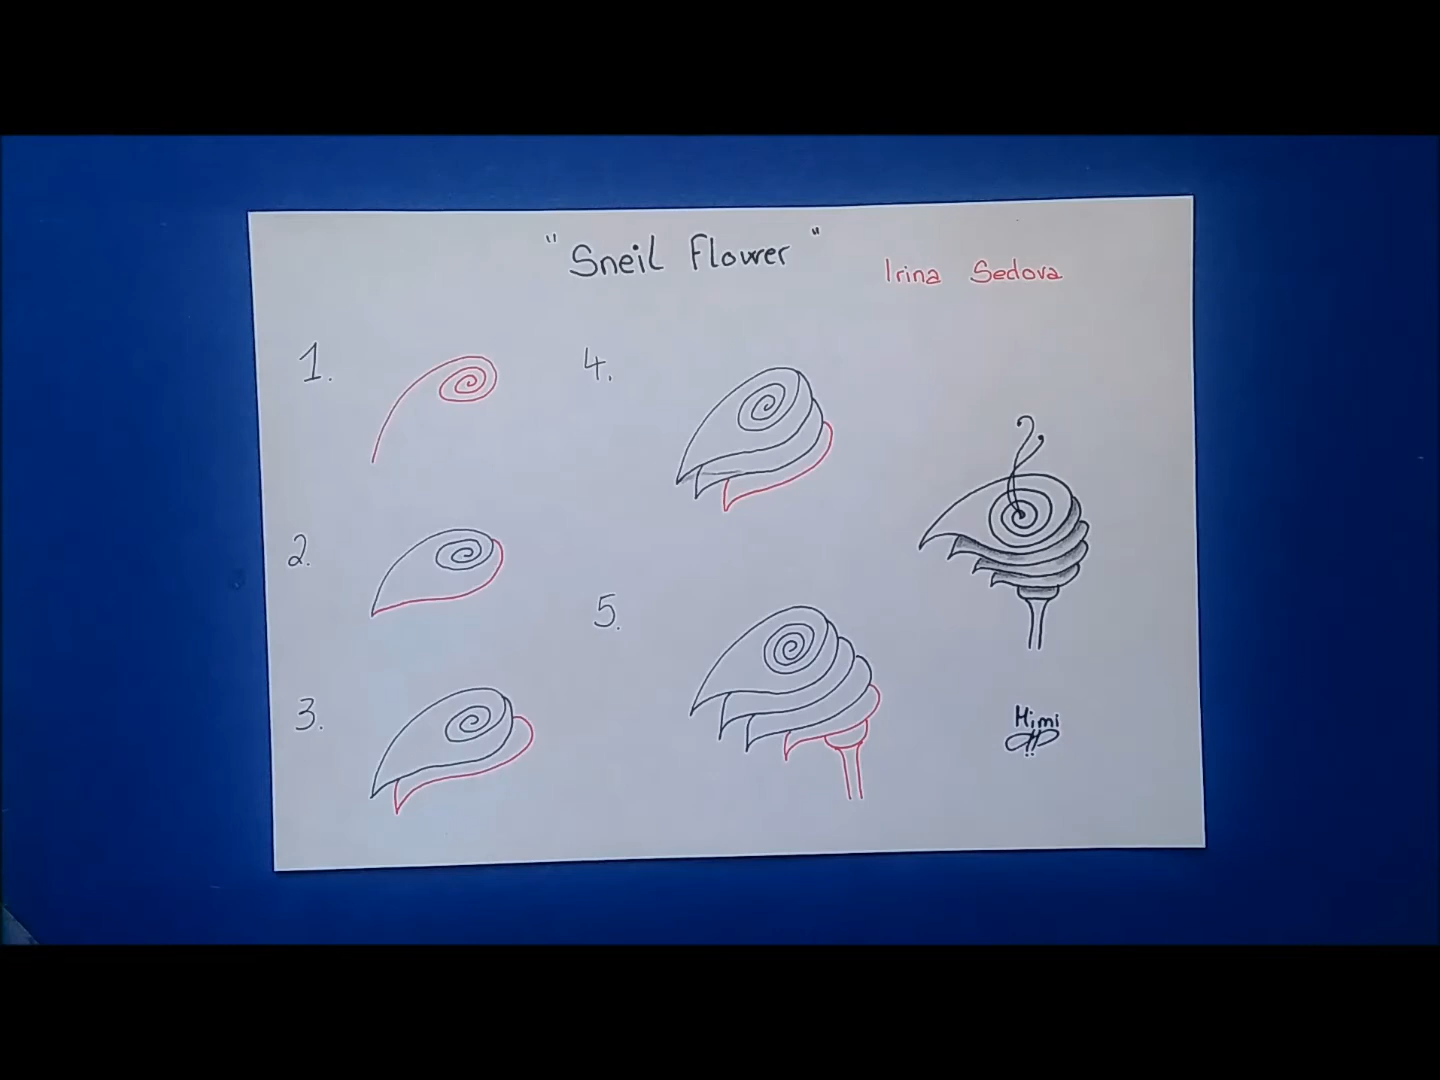 "Sneil Flower"
Irina Sedova
1.
2.
3.
4.
5.
Himi